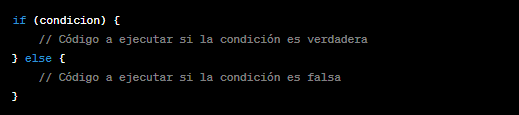 if (condicion) {
// Código a ejecutar si la condición es verdadera
} else {
// Código a ejecutar si la condición es falsa
}